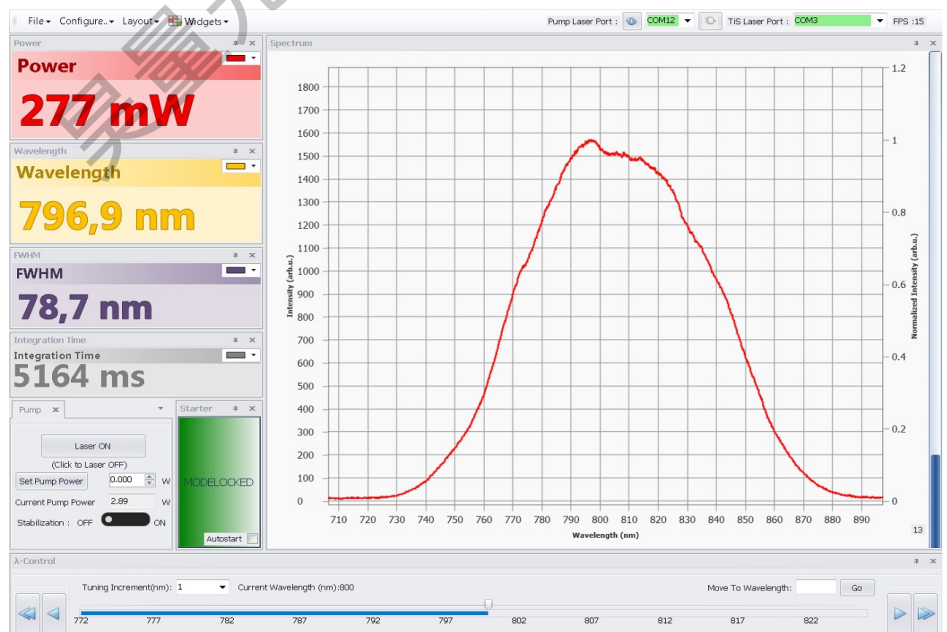 File Configure.. Layout Widgets Pump Laser Port : COM12 TiS Laser Port : COM3 FPS :15
Power
Power
277 mW
Wavelength
Wavelength
796,9 nm
FWHM
FWHM
78,7 nm
Integration Time
Integration Time
5164 ms
Pump
Laser ON
(Click to Laser OFF)
Set Pump Power 0.000 W
Current Pump Power 2.89 W
Stabilization : OFF ON
Starter
MODELOCKED
Autostart
Spectrum
Intensity (arb.u.)
1800
1700
1600
1500
1400
1300
1200
1100
1000
900
800
700
600
500
400
300
200
100
0
710 720 730 740 750 760 770 780 790 800 810 820 830 840 850 860 870 880 890
Wavelength (nm)
1.2
1
0.8
0.6
0.4
0.2
0
Normalized Intensity (arb.u.)
13
λ-Control
Tuning Increment(nm): 1 Current Wavelength (nm):800 Move To Wavelength: Go
772 777 782 787 792 797 802 807 812 817 822